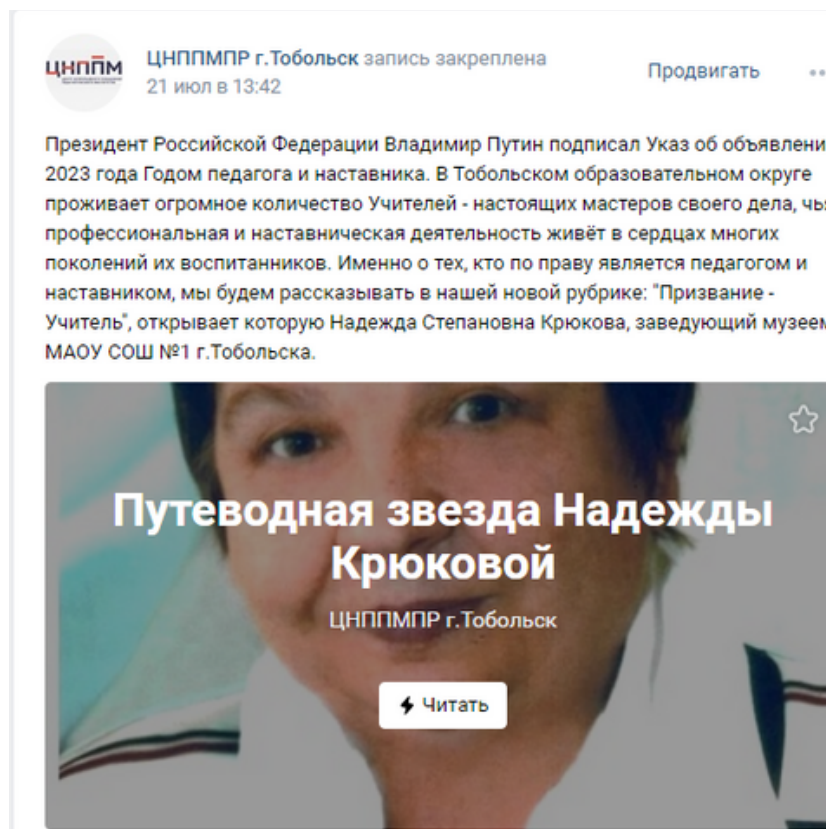 ЦНППМ
ЦНППМПР г.Тобольск запись закреплена
21 июл в 13:42
Продвигать
Президент Российской Федерации Владимир Путин подписал Указ об объявлени
2023 года Годом педагога и наставника. В Тобольском образовательном округе
проживает огромное количество Учителей - настоящих мастеров своего дела, чь
профессиональная и наставническая деятельность живёт в сердцах многих
поколений их воспитанников. Именно о тех, кто по праву является педагогом и
наставником, мы будем рассказывать в нашей новой рубрике: "Призвание -
Учитель", открывает которую Надежда Степановна Крюкова, заведующий музеем
МАОУ СОШ №1 г.Тобольска.
Путеводная звезда Надежды
Крюковой
ЦНППМПР г.Тобольск
Читать